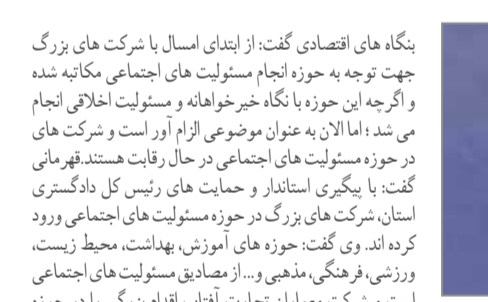 بنگاه های اقتصادی گفت: از ابتدای امسال با شرکت های بزرگ
جهت توجه به حوزه انجام مسئولیت های اجتماعی مکاتبه شده
و اگرچه این حوزه با نگاه خیرخواهانه و مسئولیت اخلاقی انجام
می شد ؛ اما الان به عنوان موضوعی الزام آور است و شرکت های
در حوزه مسئولیت های اجتماعی در حال رقابت هستند.قهرمانی
گفت: با پیگیری استاندار و حمایت های رئیس کل دادگستری
استان، شرکت های بزرگ در حوزه مسئولیت های اجتماعی ورود
کرده اند. وی گفت: حوزه های آموزش، بهداشت، محیط زیست،
ورزشی، فرهنگی، مذهبی و... از مصادیق مسئولیت های اجتماعی